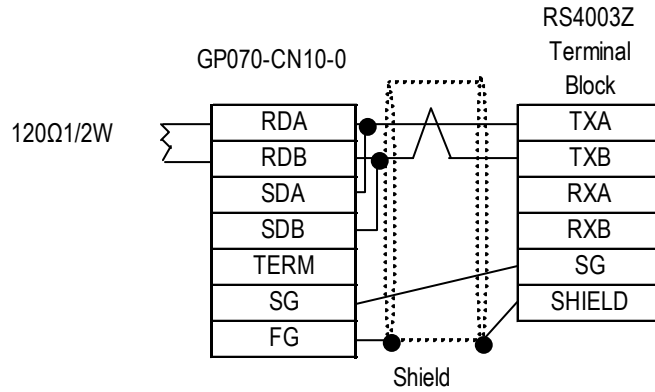 RS4003Z
Terminal
Block
GP070-CN10-0
120Ω1/2W
RDA
RDB
SDA
SDB
TERM
SG
FG
TXA
TXB
RXA
RXB
SG
SHIELD
Shield